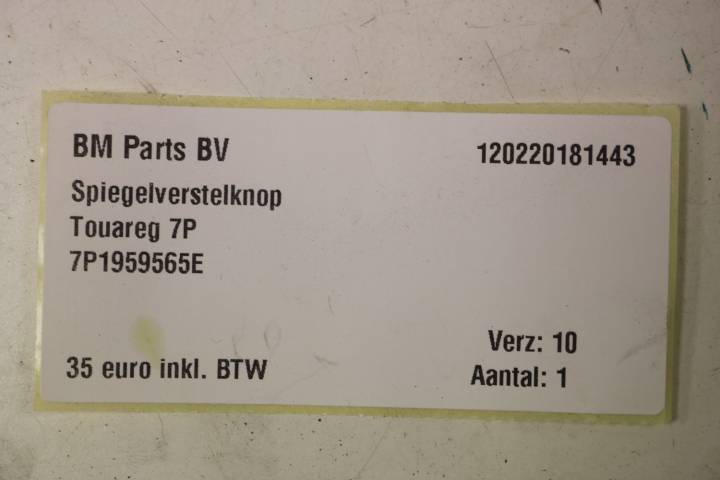 BM Parts BV 120220181443
Spiegelverstelknop
Touareg 7P
7P1959565E
Verz: 10
35 euro inkl. BTW Aantal: 1